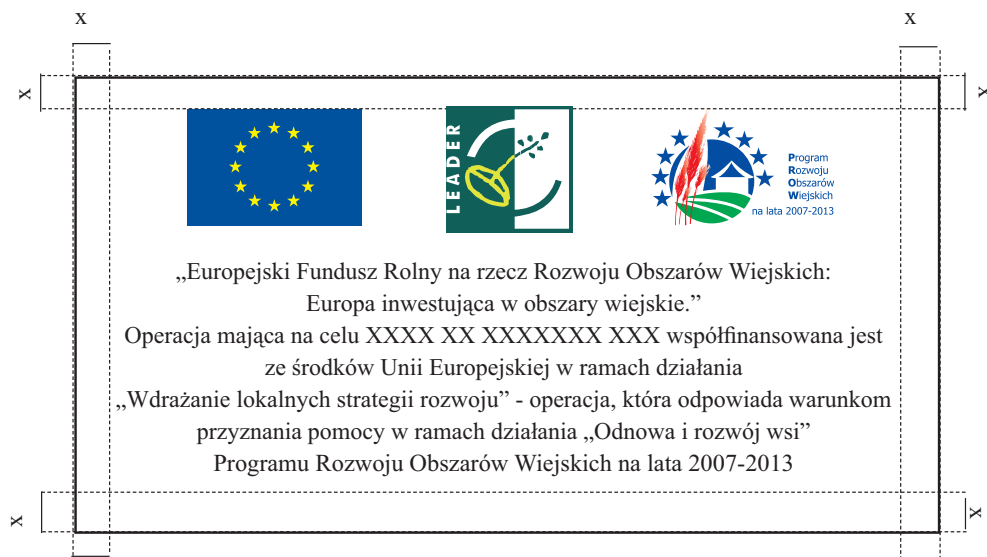 x
x
x
x
LEADER
Program
Rozwoju
Obszarów
Wiejskich
na lata 2007-2013
„Europejski Fundusz Rolny na rzecz Rozwoju Obszarów Wiejskich:
Europa inwestująca w obszary wiejskie.”
Operacja mająca na celu XXXX XX XXXXXXX XXX współfinansowana jest
ze środków Unii Europejskiej w ramach działania
„Wdrażanie lokalnych strategii rozwoju” - operacja, która odpowiada warunkom
przyznania pomocy w ramach działania „Odnowa i rozwój wsi”
Programu Rozwoju Obszarów Wiejskich na lata 2007-2013
x
x